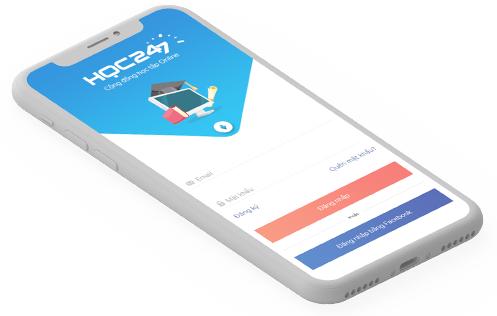 HỌC247
Cộng đồng học tập Online
Email
Mật khẩu
Quên mật khẩu?
Đăng ký
Đăng nhập
Đăng nhập bằng Facebook